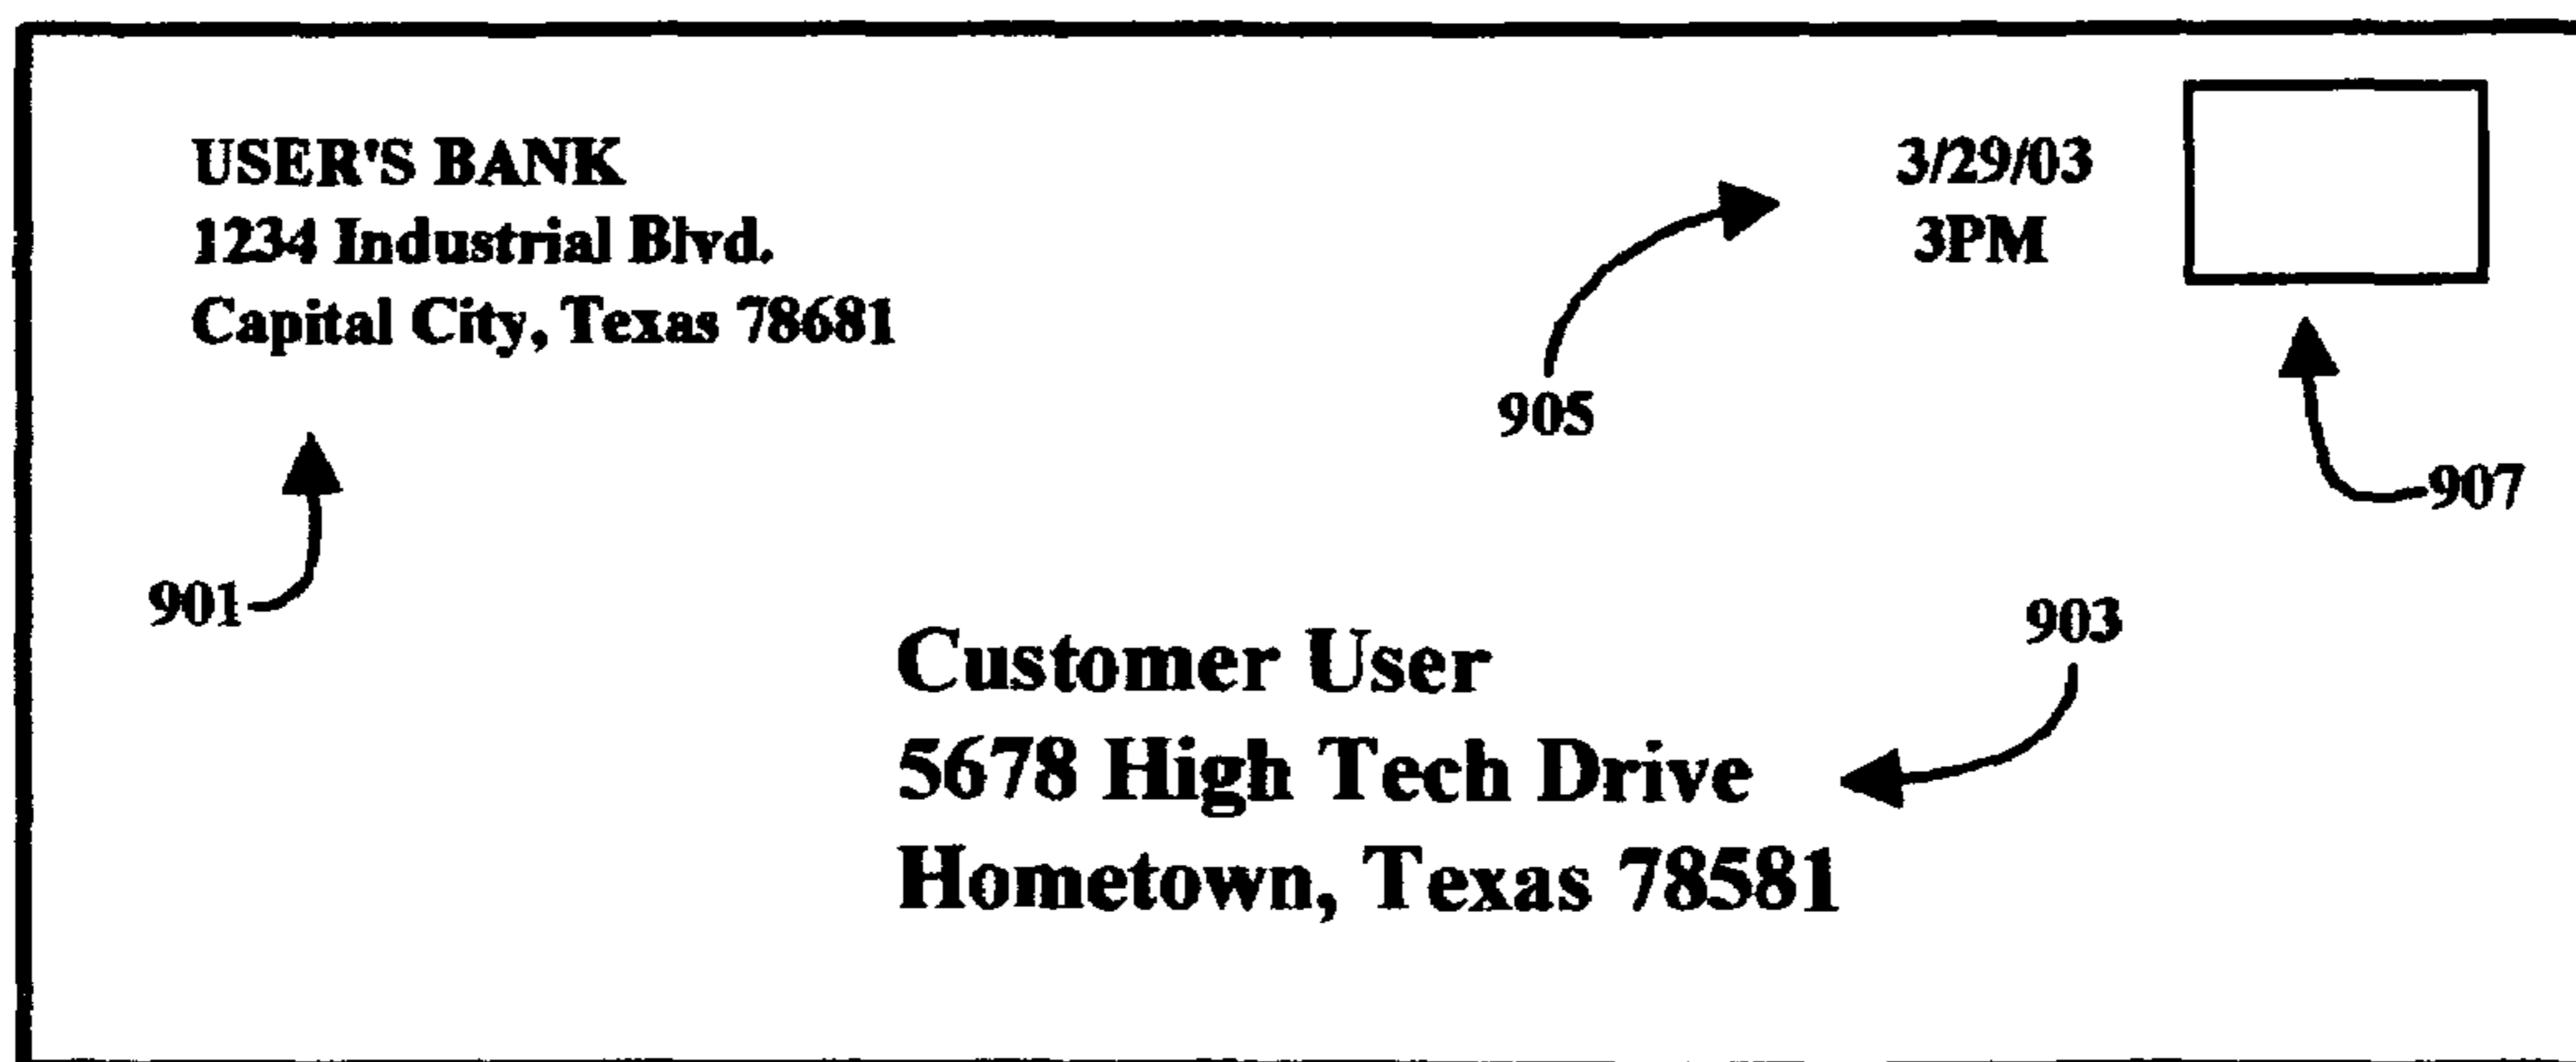 USER'S BANK
1234 Industrial Blvd.
Capital City, Texas 78681
3/29/03
3PM
905
907
901
903
Customer User
5678 High Tech Drive
Hometown, Texas 78581